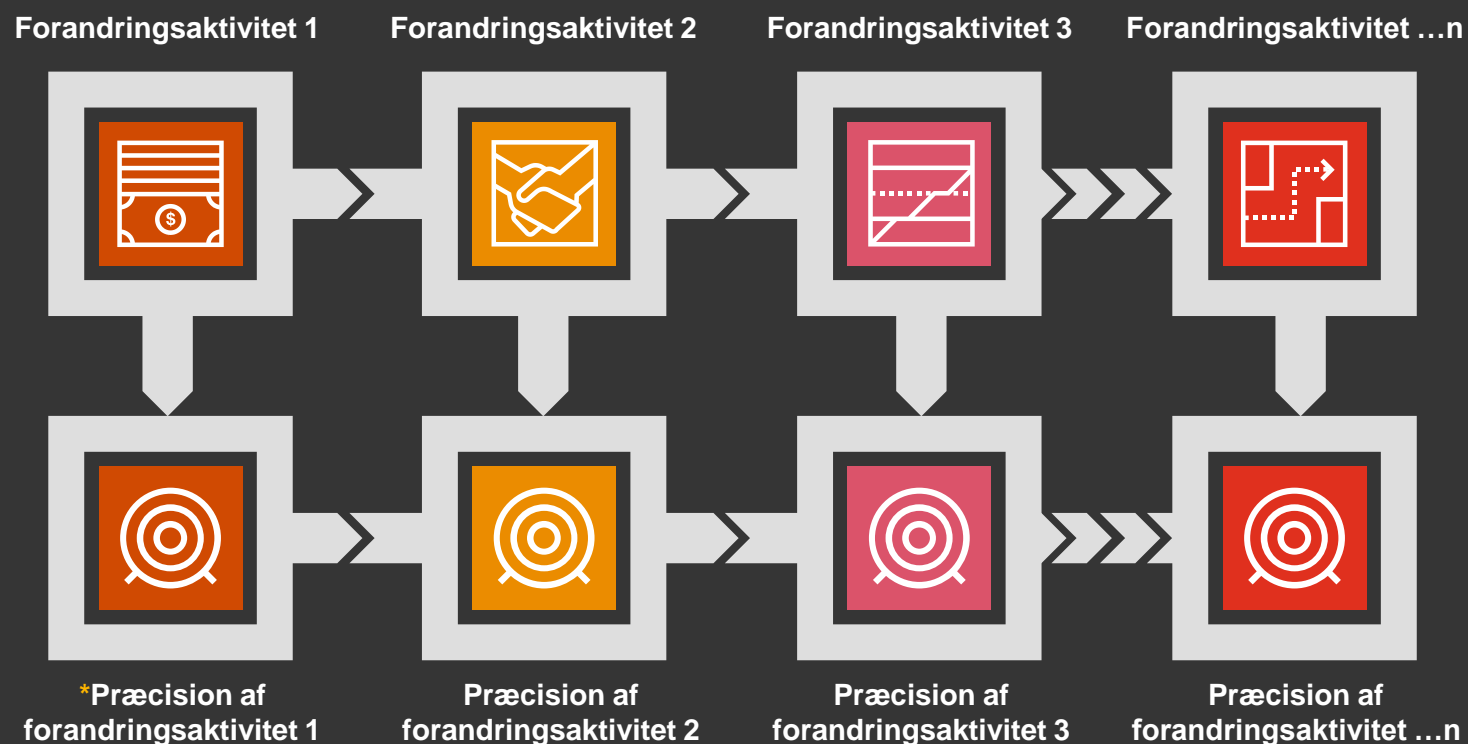 Forandringsaktivitet 1
Forandringsaktivitet 2
Forandringsaktivitet 3
Forandringsaktivitet …n
$
*Præcision af
forandringsaktivitet 1
Præcision af
forandringsaktivitet 2
Præcision af
forandringsaktivitet 3
Præcision af
forandringsaktivitet …n